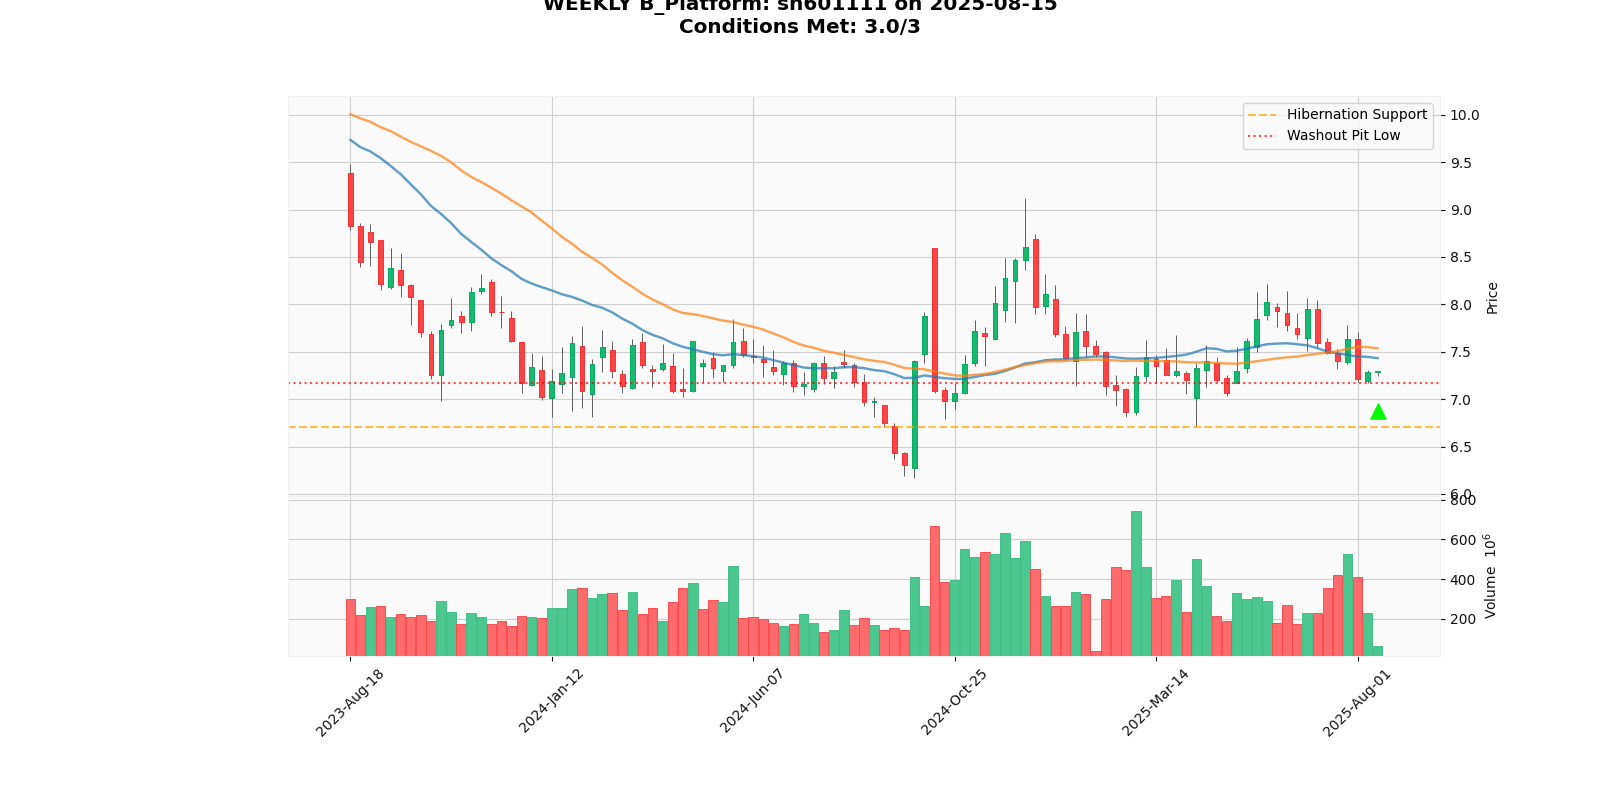 WEEKLY B_Platform: sh601111 on 2025-08-15
Conditions Met: 3.0/3
Hibernation Support
Washout Pit Low
10.0
9.5
9.0
8.5
8.0
7.5
7.0
6.5
6.0
Price
800
600
400
200
Volume 10⁶
2023-Aug-18
2024-Jan-12
2024-Jun-07
2024-Oct-25
2025-Mar-14
2025-Aug-01